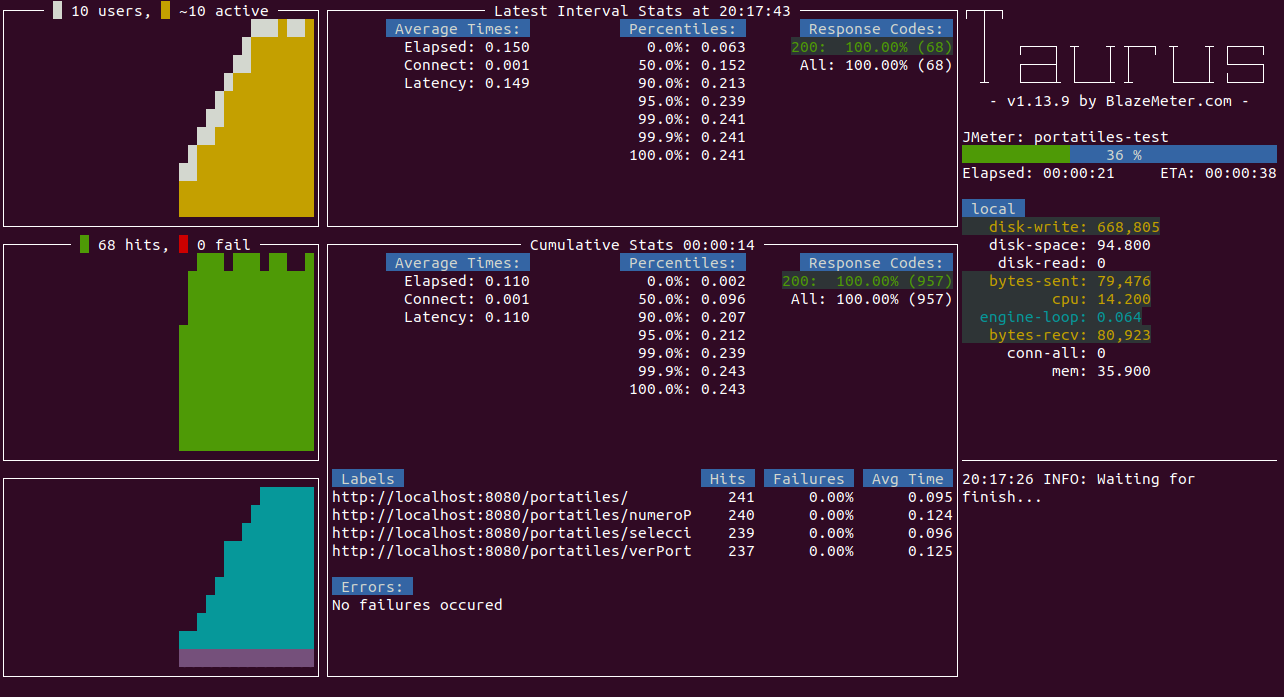 10 users, ~10 active
Latest Interval Stats at 20:17:43
Average Times:
Elapsed: 0.150
Connect: 0.001
Latency: 0.149
Percentiles:
0.0%: 0.063
50.0%: 0.152
90.0%: 0.213
95.0%: 0.239
99.0%: 0.241
99.9%: 0.241
100.0%: 0.241
Response Codes:
200: 100.00% (68)
All: 100.00% (68)
Taurus
- v1.13.9 by BlazeMeter.com -
JMeter: portatiles-test
36 %
Elapsed: 00:00:21 ETA: 00:00:38
local
disk-write: 668,805
disk-space: 94.800
disk-read: 0
bytes-sent: 79,476
cpu: 14.200
engine-loop: 0.064
bytes-recv: 80,923
conn-all: 0
mem: 35.900
68 hits, 0 fail
Cumulative Stats 00:00:14
Average Times:
Elapsed: 0.110
Connect: 0.001
Latency: 0.110
Percentiles:
0.0%: 0.002
50.0%: 0.096
90.0%: 0.207
95.0%: 0.212
99.0%: 0.239
99.9%: 0.243
100.0%: 0.243
Response Codes:
200: 100.00% (957)
All: 100.00% (957)
Labels Hits Failures Avg Time
http://localhost:8080/portatiles/ 241 0.00% 0.095
http://localhost:8080/portatiles/numeroP 240 0.00% 0.124
http://localhost:8080/portatiles/selecci 239 0.00% 0.096
http://localhost:8080/portatiles/verPort 237 0.00% 0.125
Errors:
No failures occured
20:17:26 INFO: Waiting for
finish...